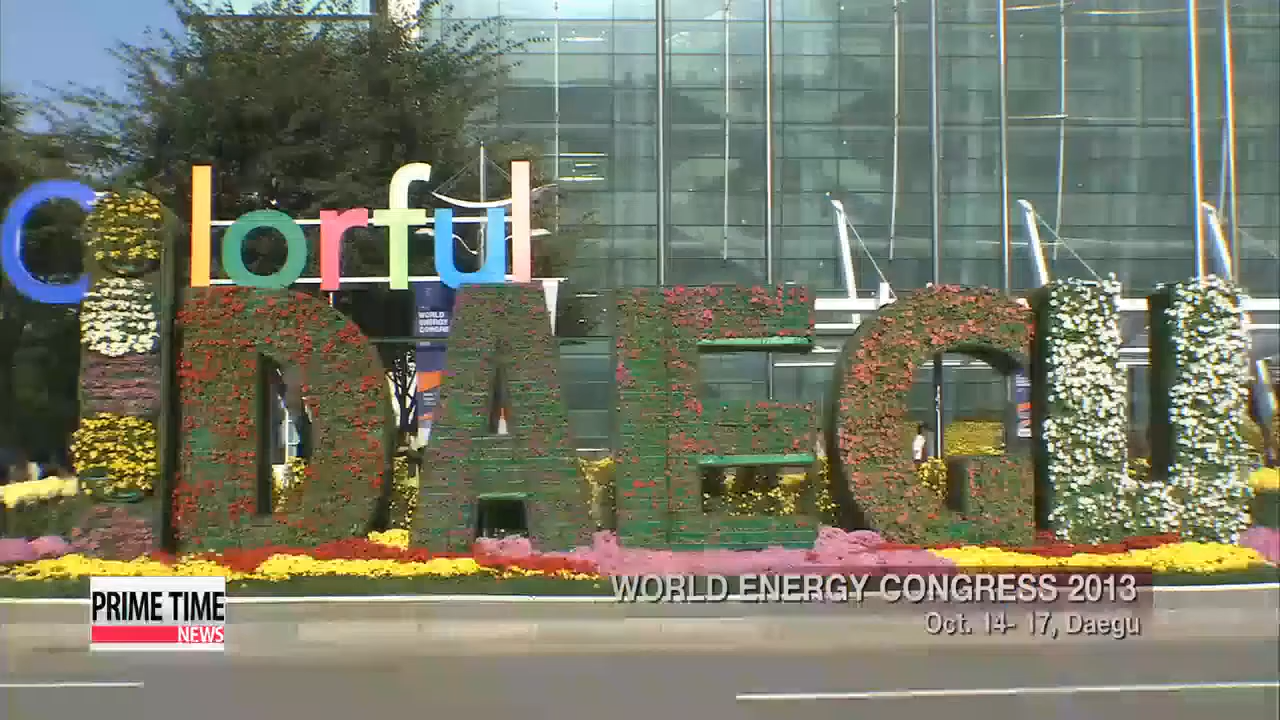 Colorful
DAEGU
WORLD
ENERGY
CONGRESS
PRIME TIME
NEWS
WORLD ENERGY CONGRESS 2013
Oct. 14- 17, Daegu